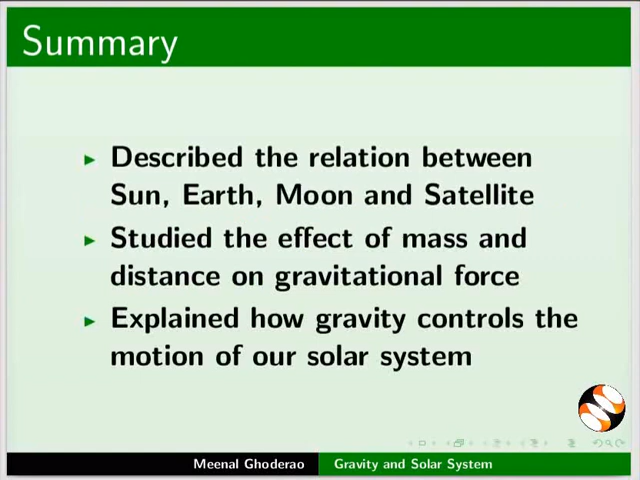 Summary
Described the relation between
Sun, Earth, Moon and Satellite
Studied the effect of mass and
distance on gravitational force
Explained how gravity controls the
motion of our solar system
Meenal Ghoderao
Gravity and Solar System